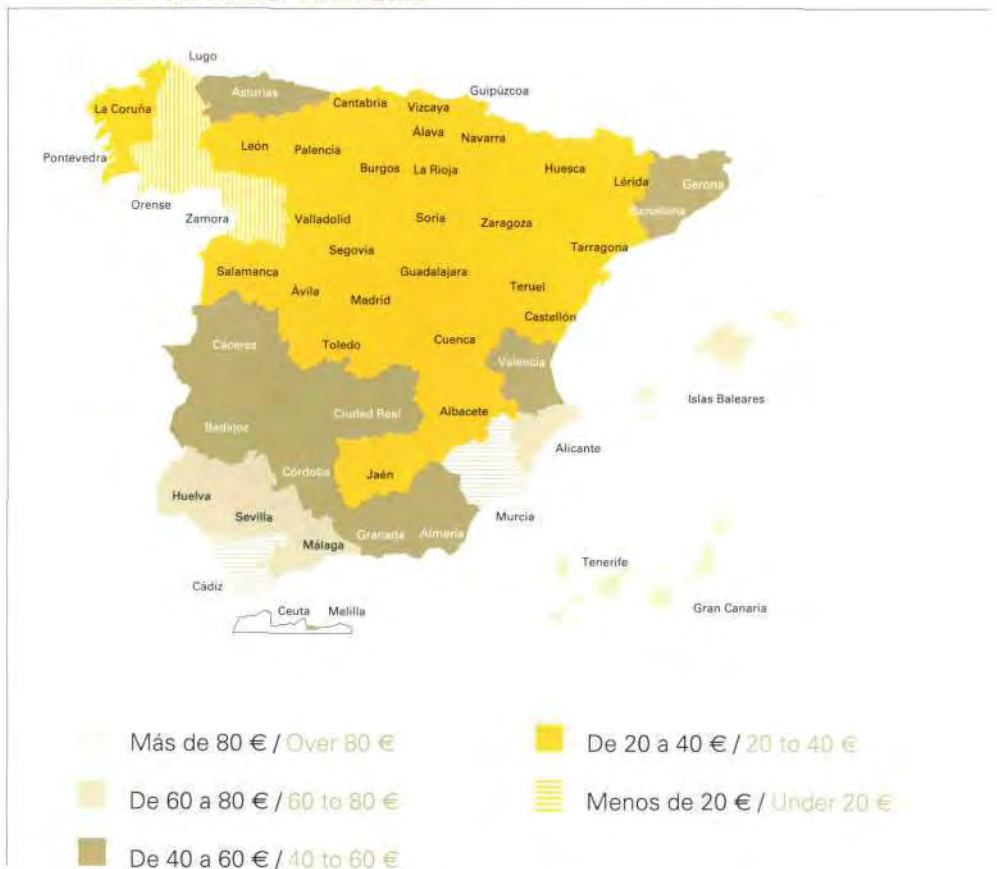 Lugo
Asturias
Guipúzcoa
La Coruña
Cantabria
Vizcaya
Álava
Navarra
León
Palencia
Pontevedra
Burgos
La Rioja
Huesca
Lérida
Gerona
Orense
Zamora
Valladolid
Soria
Zaragoza
Barcelona
Segovia
Tarragona
Salamanca
Guadalajara
Ávila
Madrid
Teruel
Castellón
Cáceres
Toledo
Cuenca
Valencia
Islas Baleares
Badajoz
Ciudad Real
Albacete
Alicante
Córdoba
Jaén
Huelva
Sevilla
Murcia
Málaga
Granada
Almería
Cádiz
Tenerife
Ceuta
Melilla
Gran Canaria
Más de 80 € / Over 80 €
De 60 a 80 € / 60 to 80 €
De 40 a 60 € / 40 to 60 €
De 20 a 40 € / 20 to 40 €
Menos de 20 € / Under 20 €